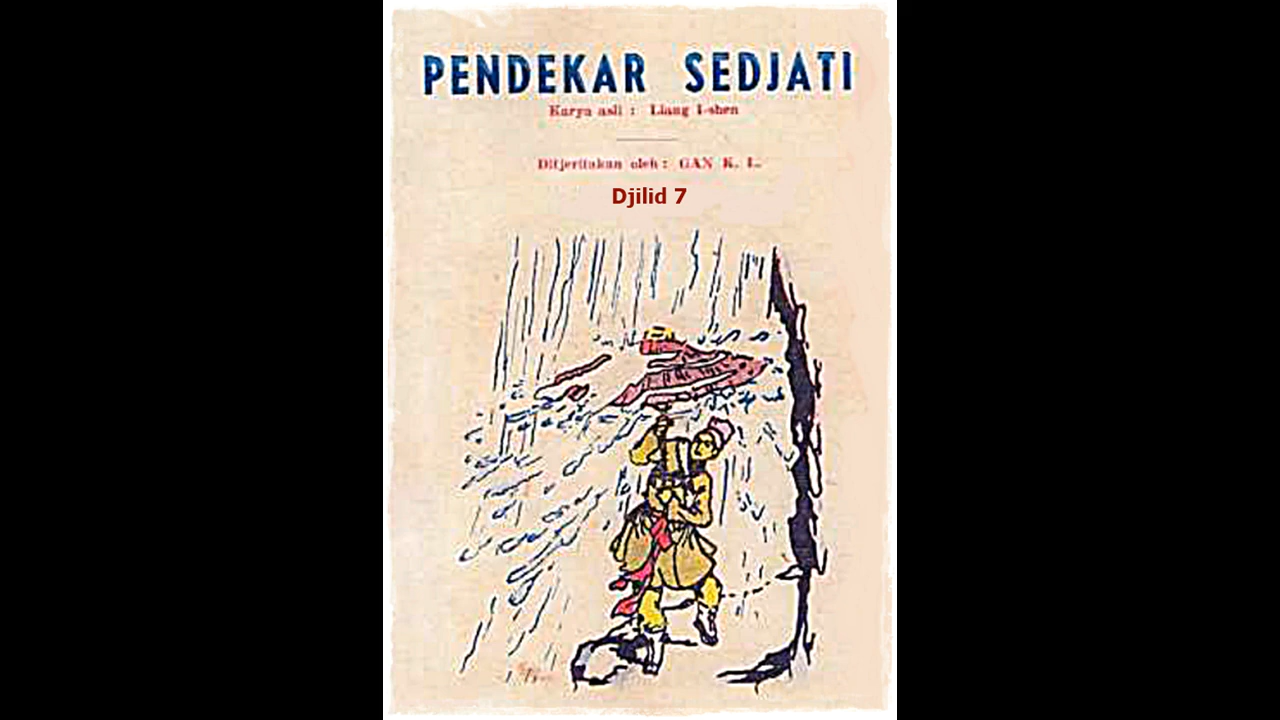 PENDEKAR SEDJATI
Karya asli : Liang I-shen
Ditjeritakan oleh : GAN K. L.
Djilid 7